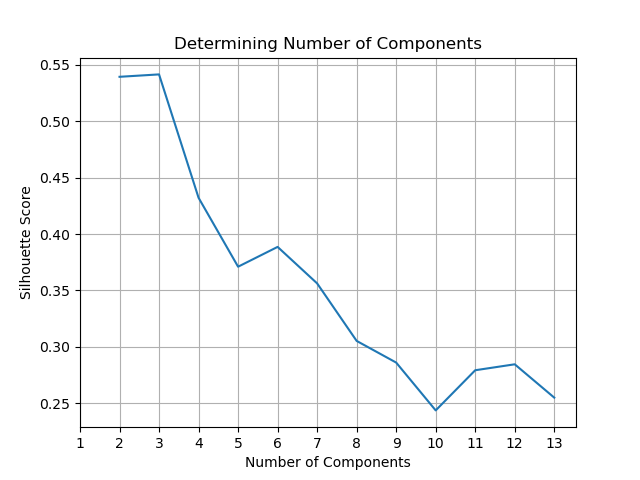 Determining Number of Components
0.55
0.50
0.45
0.40
0.35
0.30
0.25
Silhouette Score
1 2 3 4 5 6 7 8 9 10 11 12 13
Number of Components